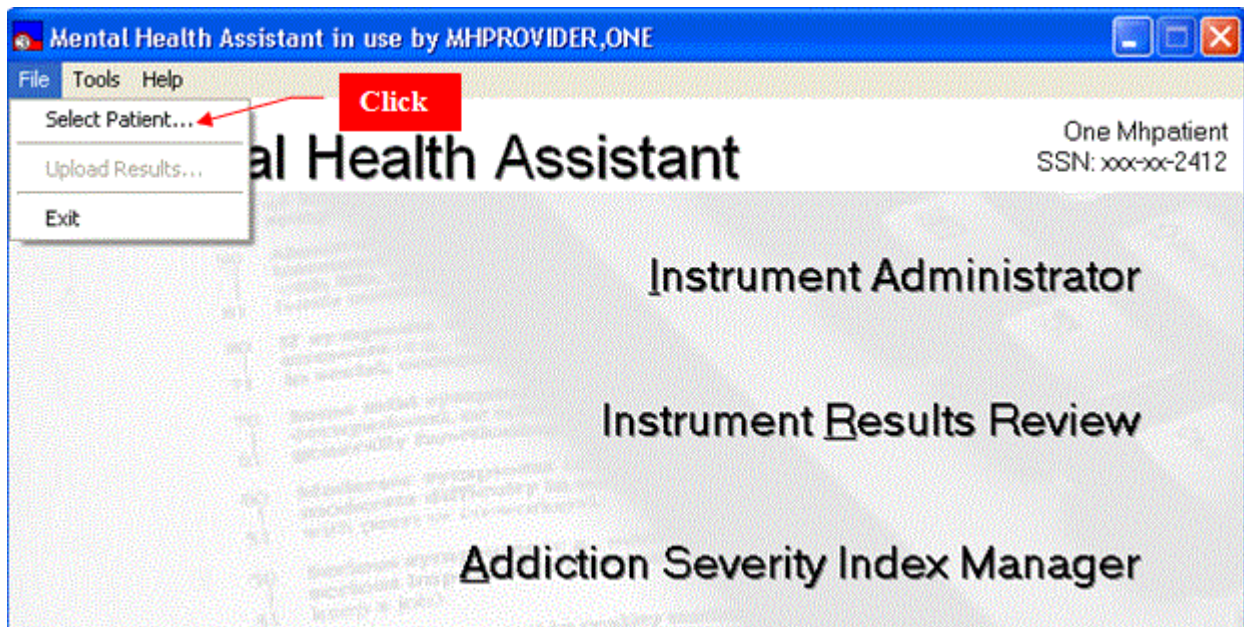 Mental Health Assistant in use by MHPROVIDER,ONE
File Tools Help
Click
Select Patient...
Upload Results...
Exit
al Health Assistant
One Mhpatient
SSN: xxx-xx-2412
Instrument Administrator
Instrument Results Review
Addiction Severity Index Manager